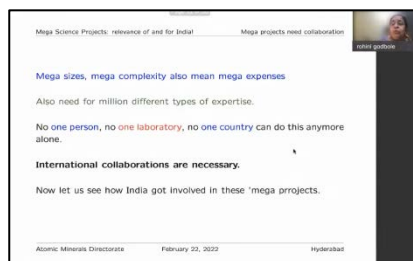 Mega Science Projects: relevance of and for India! Mega projects need collaboration
rohini godbole
Mega sizes, mega complexity also mean mega expenses
Also need for million different types of expertise.
No one person, no one laboratory, no one country can do this anymore
alone.
International collaborations are necessary.
Now let us see how India got involved in these 'mega prrojects.
Atomic Minerals Directorate February 22, 2022 Hyderabad